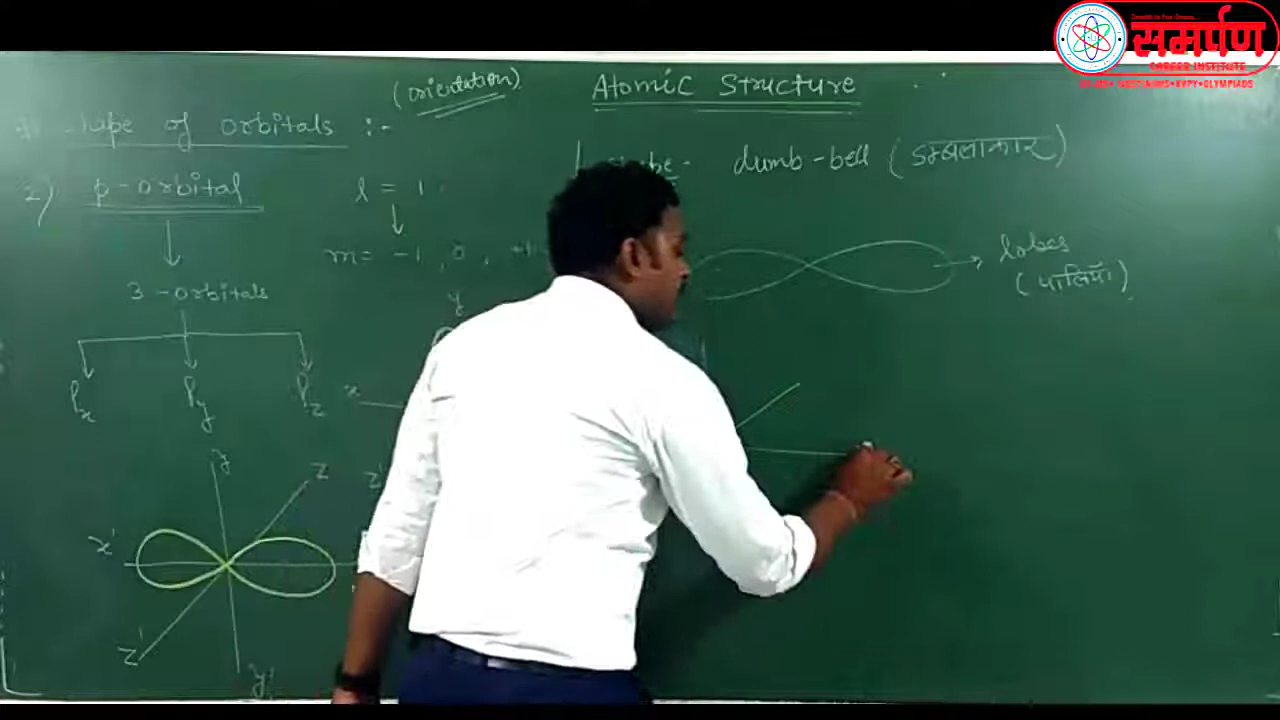 समर्पण
CAREER INSTITUTE
(orientation)
Atomic Structure
shape of orbitals :-
dumb-bell (डम्बलाकार)
2) p-orbital
l = 1
m = -1, 0, +1
lobes
(पालियाँ)
3-orbitals
y
Px
Py
Pz
x
y
z
z'
x'
z'
y'